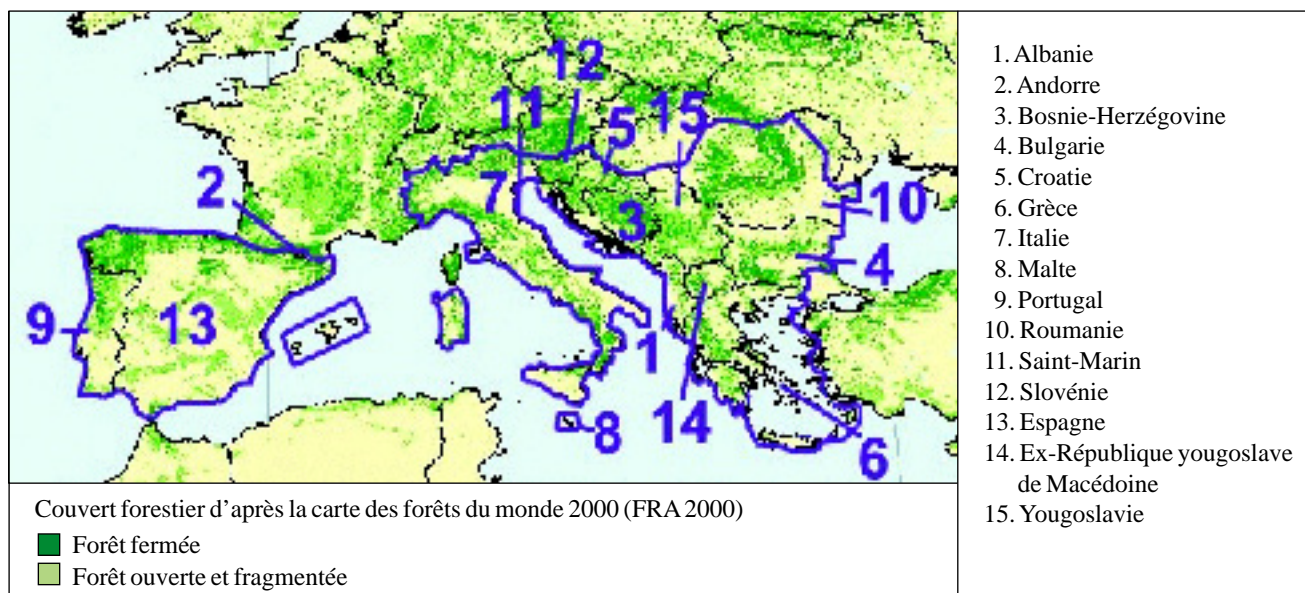 12
11
15
5
2
7
3
10
4
9
13
1
14
8
6
Couvert forestier d'après la carte des forêts du monde 2000 (FRA 2000)
Forêt fermée
Forêt ouverte et fragmentée
1. Albanie
2. Andorre
3. Bosnie-Herzégovine
4. Bulgarie
5. Croatie
6. Grèce
7. Italie
8. Malte
9. Portugal
10. Roumanie
11. Saint-Marin
12. Slovénie
13. Espagne
14. Ex-République yougoslave
de Macédoine
15. Yougoslavie